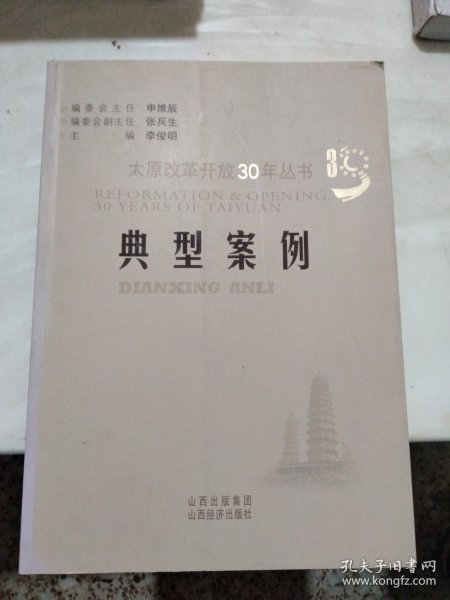 编委会主任 申维辰
编委会副主任 张兵生
主 编 李俊明
太原改革开放30年丛书
REFORMATION & OPENING
30 YEARS OF TAIYUAN
典型案例
DIANXING ANLI
山西出版集团
山西经济出版社
孔夫子旧书网
www.kongfz.com